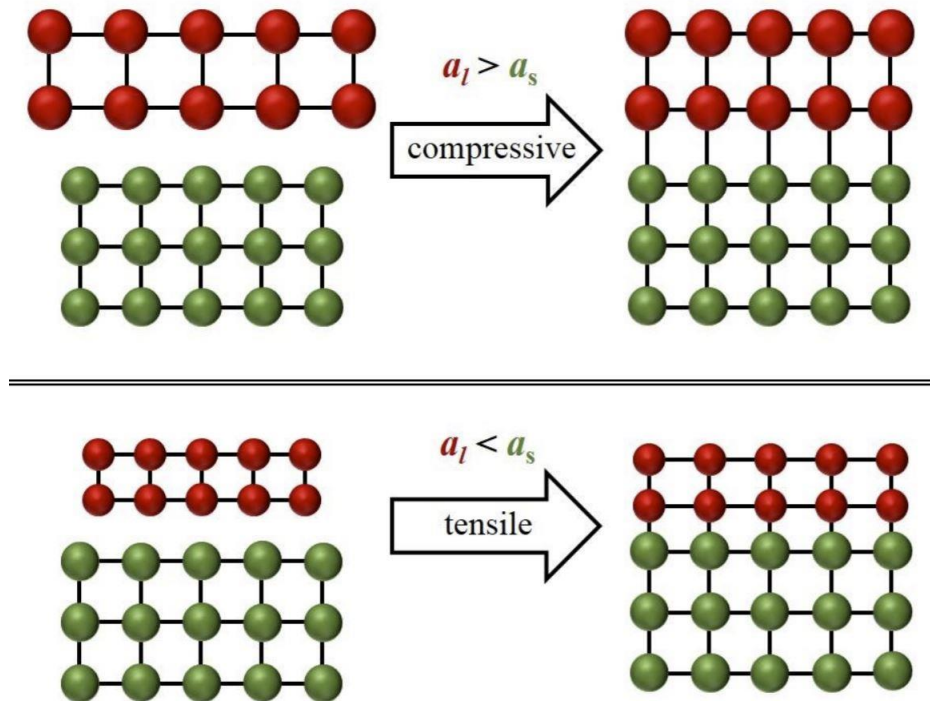 a_l > a_s
compressive
a_l < a_s
tensile